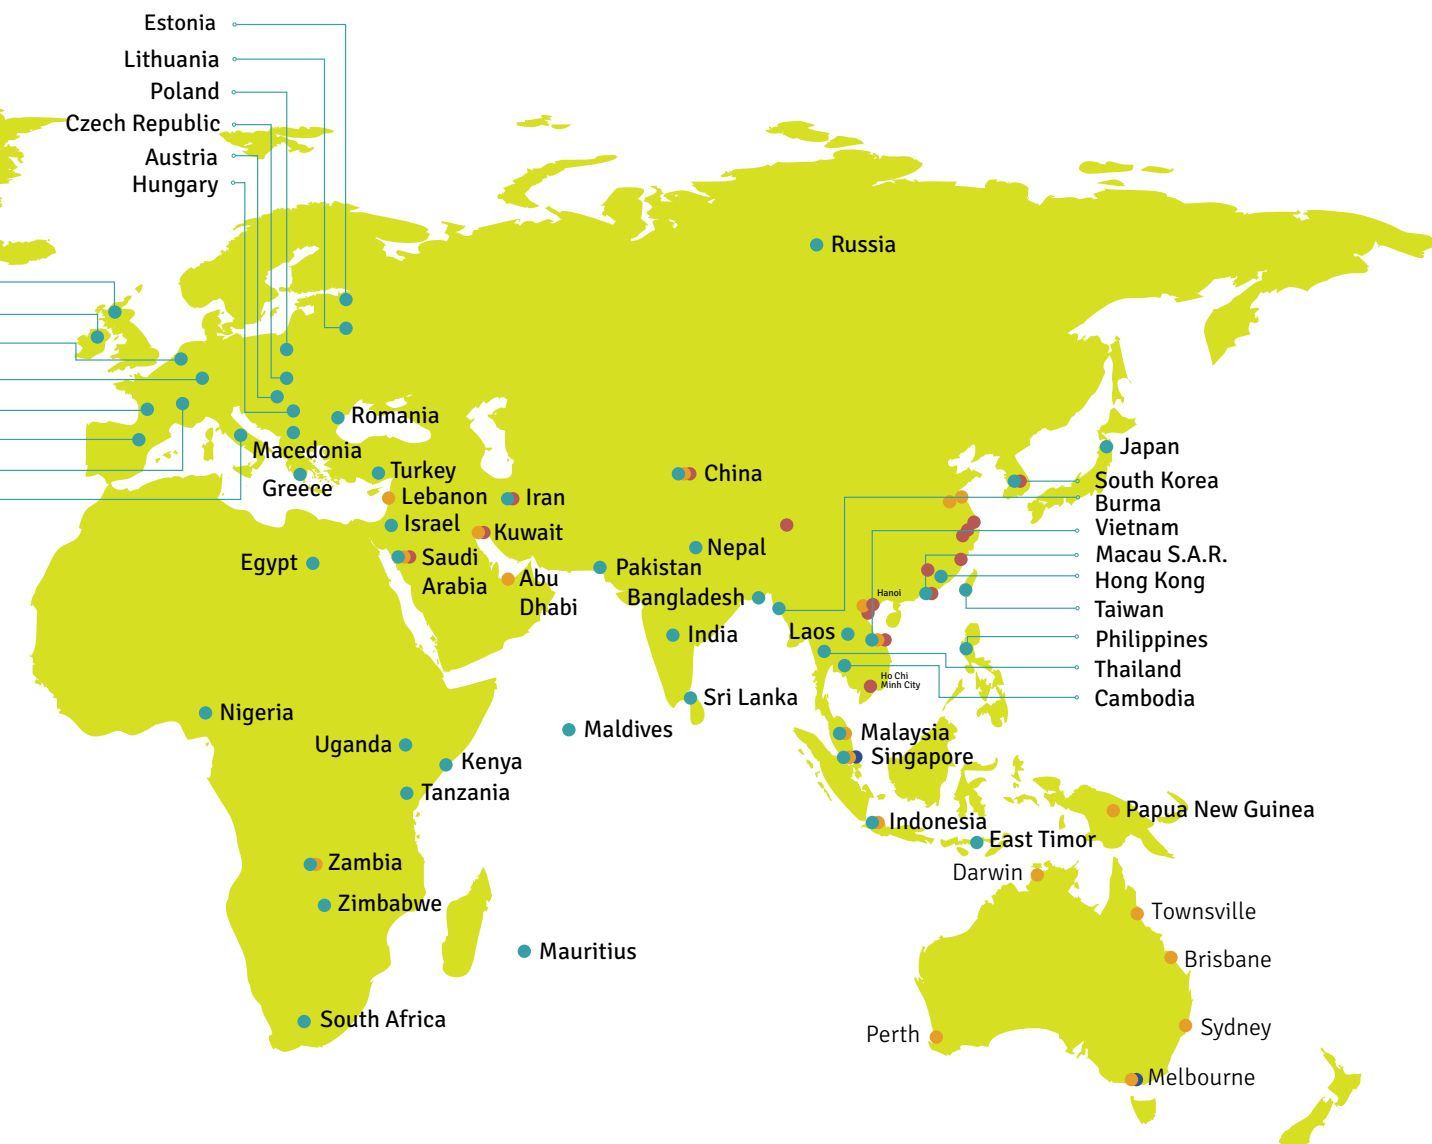 Estonia
Lithuania
Poland
Czech Republic
Austria
Hungary
Russia
Romania
Macedonia
Greece
Turkey
Lebanon
Israel
Iran
Kuwait
Egypt
Saudi
Arabia
Abu
Dhabi
China
Nepal
Pakistan
Bangladesh
India
Laos
Hanoi
Ho Chi
Minh City
Sri Lanka
Maldives
Japan
South Korea
Burma
Vietnam
Macau S.A.R.
Hong Kong
Taiwan
Philippines
Thailand
Cambodia
Nigeria
Uganda
Kenya
Tanzania
Zambia
Zimbabwe
Mauritius
South Africa
Malaysia
Singapore
Indonesia
East Timor
Papua New Guinea
Darwin
Townsville
Brisbane
Perth
Sydney
Melbourne